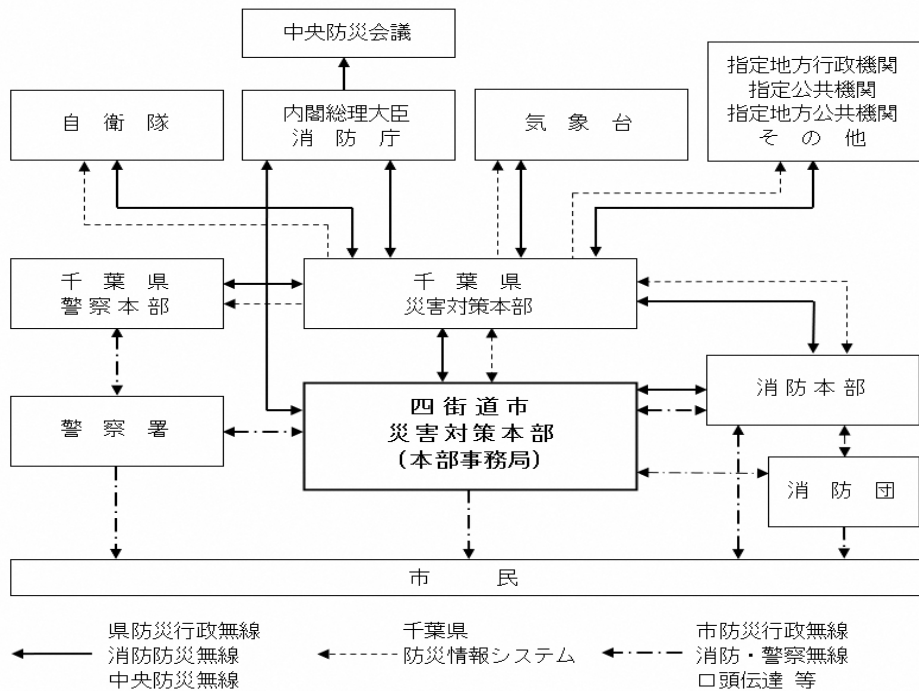 中央防災会議
自衛隊
内閣総理大臣
消防庁
気象台
指定地方行政機関
指定公共機関
指定地方公共機関
その他
千葉県
警察本部
千葉県
災害対策本部
消防本部
警察署
四街道市
災害対策本部
(本部事務局)
消防団
市民
県防災行政無線
消防防災無線
中央防災無線
千葉県
防災情報システム
市防災行政無線
消防・警察無線
口頭伝達 等